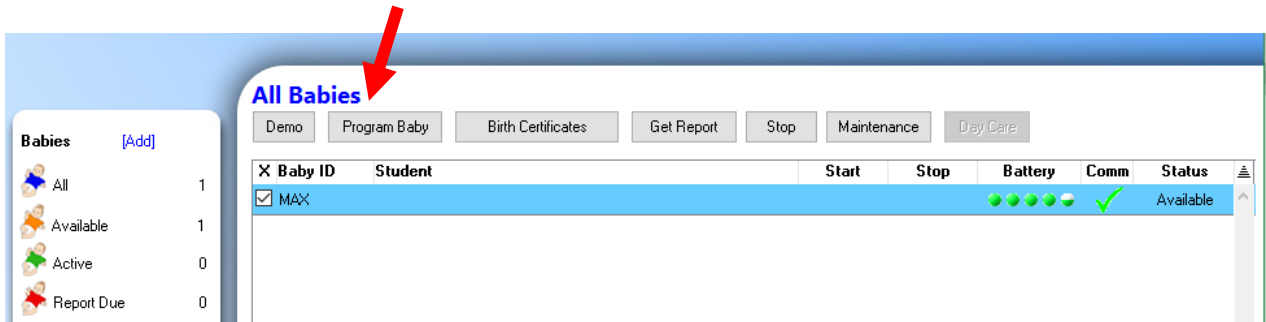 All Babies
Demo Program Baby Birth Certificates Get Report Stop Maintenance Day Care
Babies [Add]
All 1
Available 1
Active 0
Report Due 0
X Baby ID Student Start Stop Battery Comm Status
MAX Available